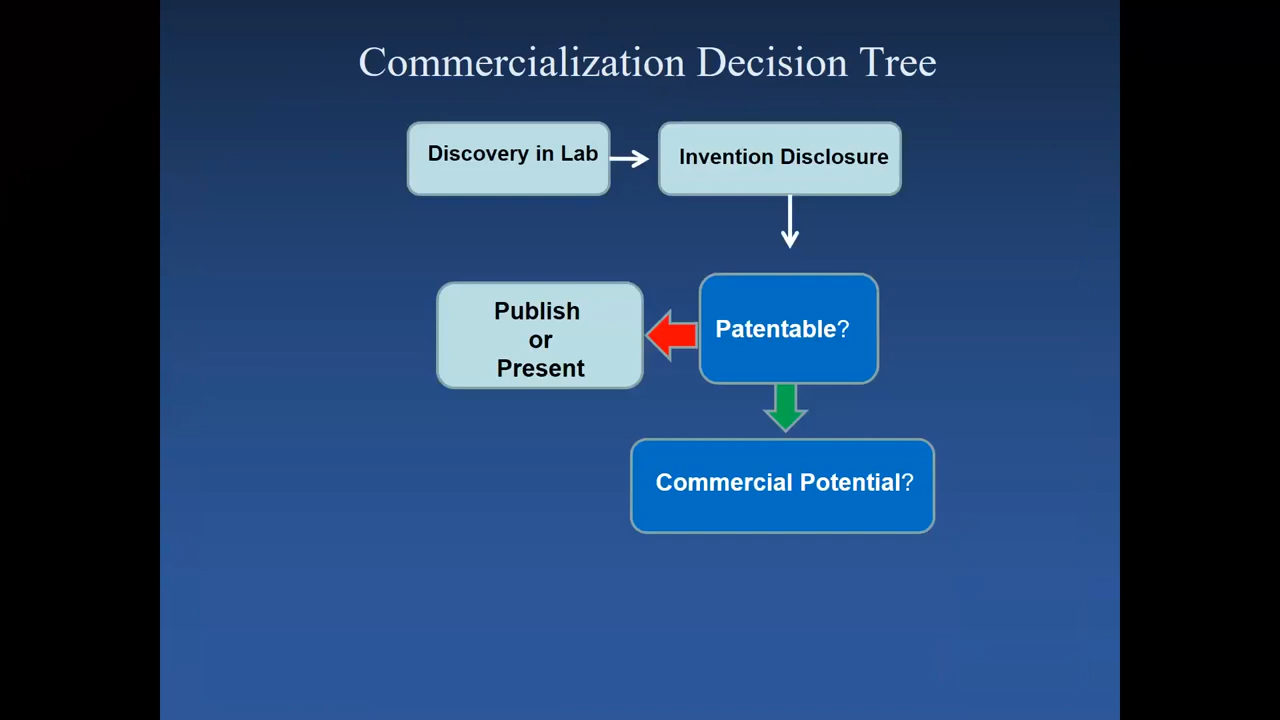 Commercialization Decision Tree
Discovery in Lab
Invention Disclosure
Publish
or
Present
Patentable?
Commercial Potential?